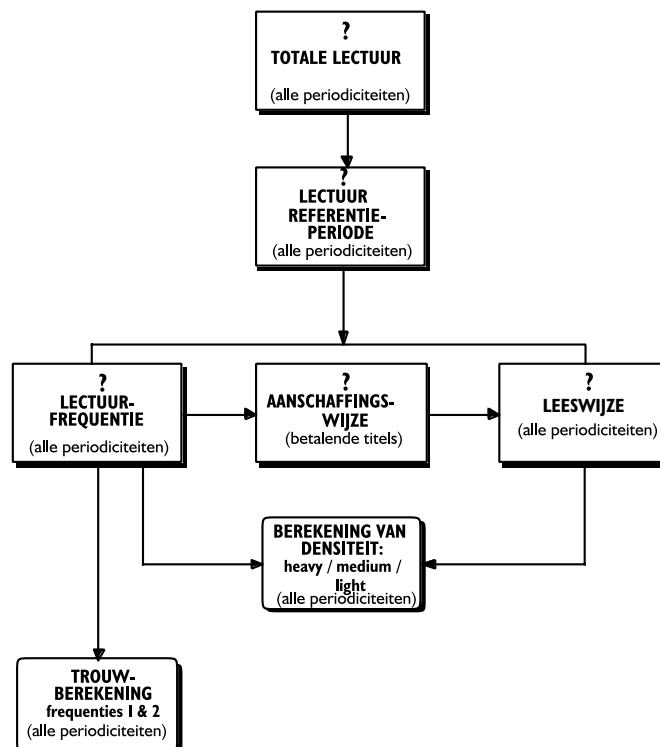 ?
TOTALE LECTUUR
(alle periodiciteiten)
?
LECTUUR
REFERENTIE-
PERIODE
(alle periodiciteiten)
?
LECTUUR-
FREQUENTIE
(alle periodiciteiten)
?
AANSCHAFFINGS-
WIJZE
(betalende titels)
?
LEESWIJZE
(alle periodiciteiten)
BEREKENING VAN
DENSITEIT:
heavy / medium /
light
(alle periodiciteiten)
TROUW-
BEREKENING
frequenties 1 & 2
(alle periodiciteiten)